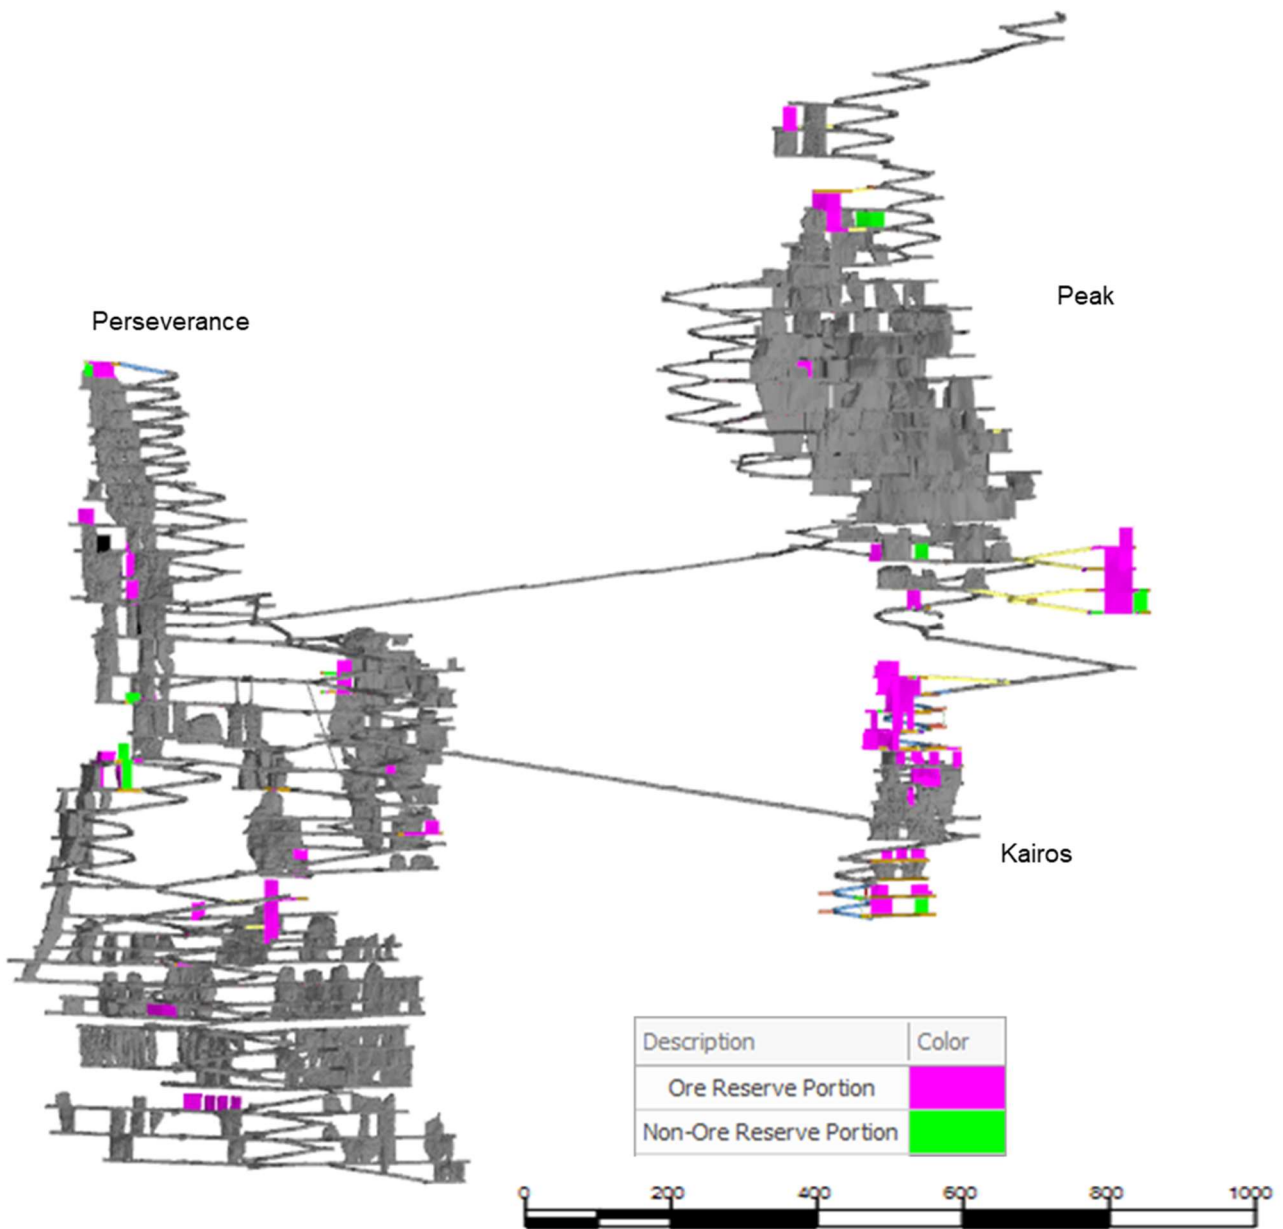 Peak
Perseverance
Kairos
Description Color
Ore Reserve Portion
Non-Ore Reserve Portion
0 200 400 600 800 1000